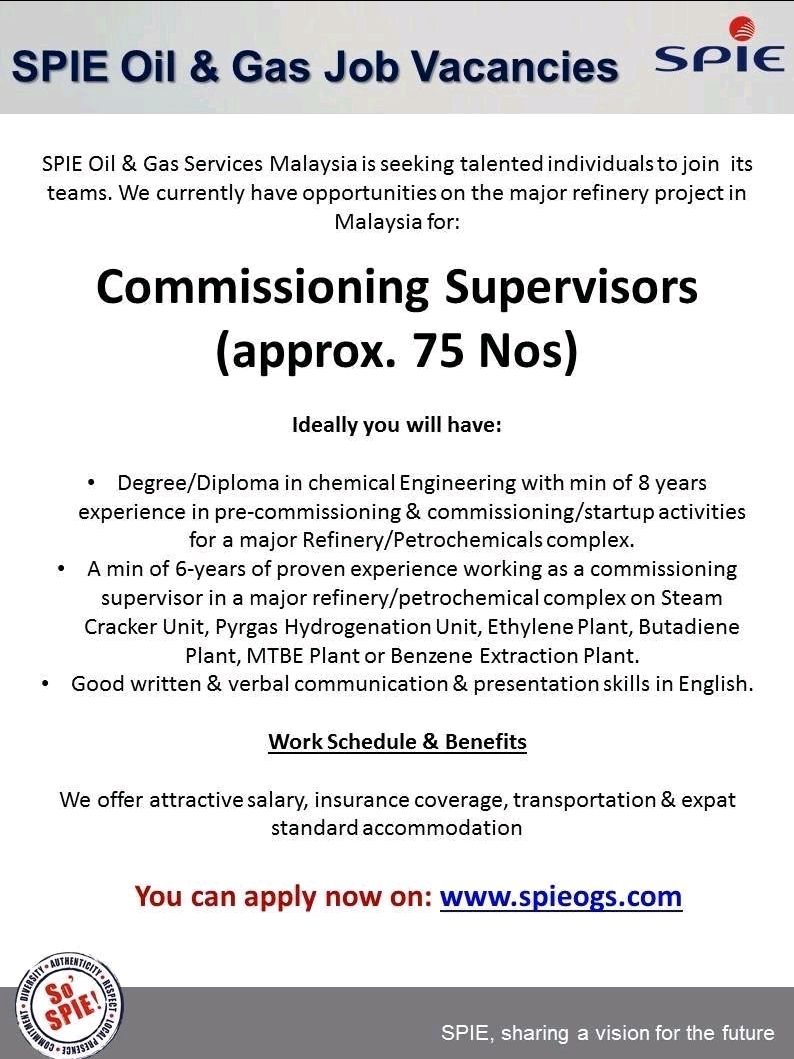 SPIE Oil & Gas Job Vacancies
SPIE
SPIE Oil & Gas Services Malaysia is seeking talented individuals to join its
teams. We currently have opportunities on the major refinery project in
Malaysia for:
Commissioning Supervisors
(approx. 75 Nos)
Ideally you will have:
• Degree/Diploma in chemical Engineering with min of 8 years
experience in pre-commissioning & commissioning/startup activities
for a major Refinery/Petrochemicals complex.
• A min of 6-years of proven experience working as a commissioning
supervisor in a major refinery/petrochemical complex on Steam
Cracker Unit, Pyrgas Hydrogenation Unit, Ethylene Plant, Butadiene
Plant, MTBE Plant or Benzene Extraction Plant.
• Good written & verbal communication & presentation skills in English.
Work Schedule & Benefits
We offer attractive salary, insurance coverage, transportation & expat
standard accommodation
You can apply now on: www.spieogs.com
DIVERSITY • AUTHENTICITY • RESPECT • LOCAL PRESENCE • COMMITMENT •
So'
SPIE!
SPIE, sharing a vision for the future